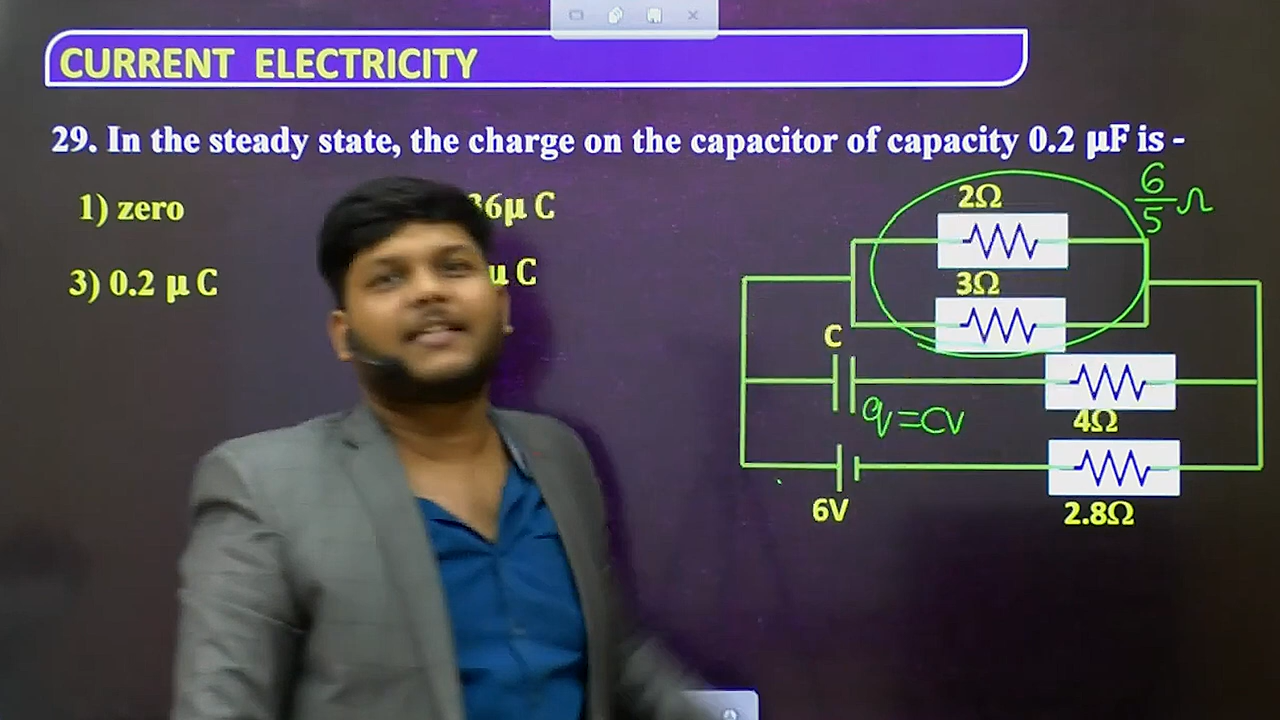 CURRENT ELECTRICITY
29. In the steady state, the charge on the capacitor of capacity 0.2 µF is -
1) zero
36µ C
3) 0.2 µ C
µ C
2Ω
6/5 Ω
3Ω
C
q = CV
4Ω
6V
2.8Ω